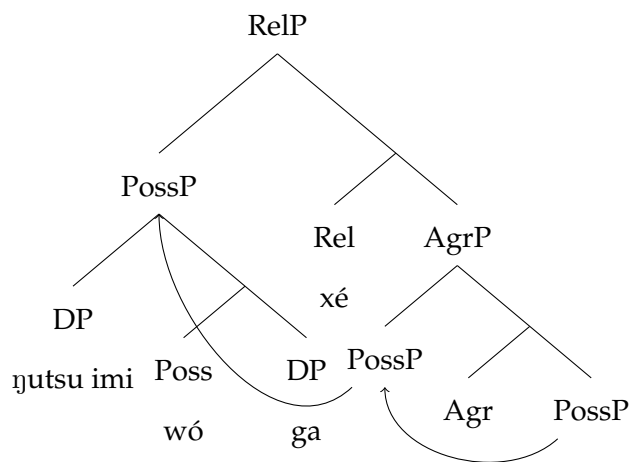 RelP
PossP
Rel AgrP
DP xé
ŋutsu imi Poss DP PossP
wó ga Agr PossP